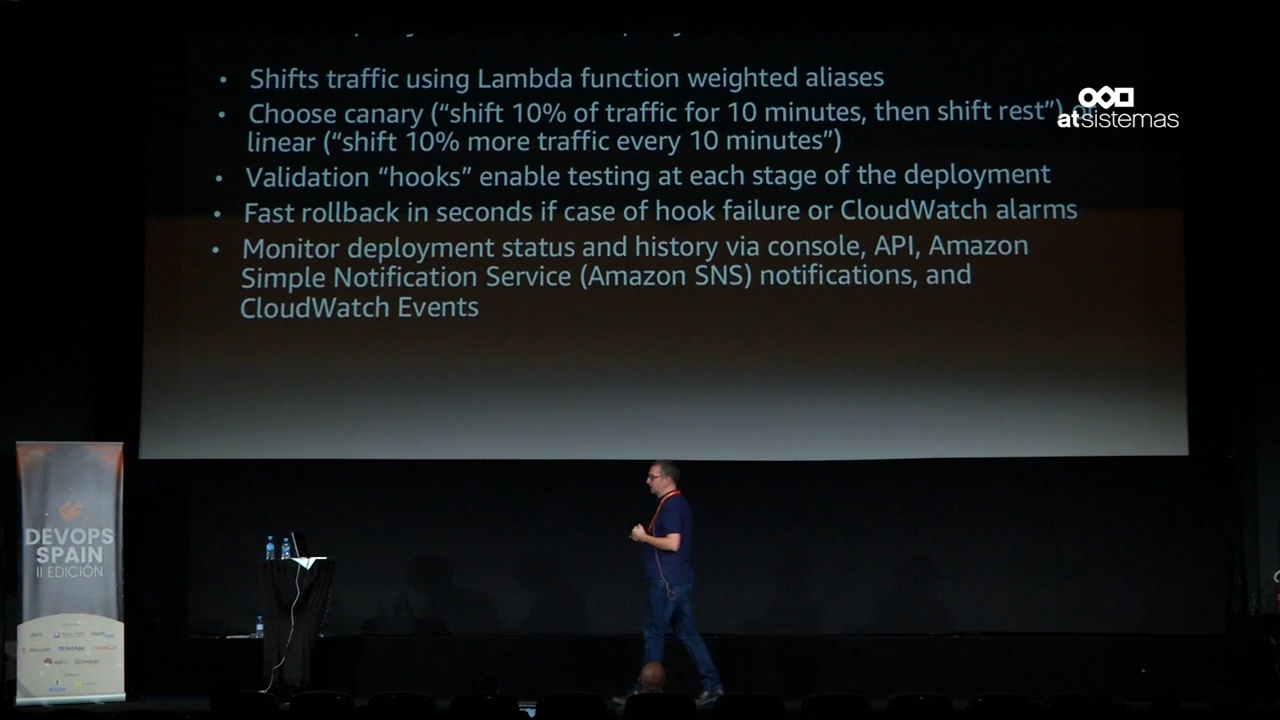 • Shifts traffic using Lambda function weighted aliases
• Choose canary (“shift 10% of traffic for 10 minutes, then shift rest”) or
linear (“shift 10% more traffic every 10 minutes”)
• Validation “hooks” enable testing at each stage of the deployment
• Fast rollback in seconds if case of hook failure or CloudWatch alarms
• Monitor deployment status and history via console, API, Amazon
Simple Notification Service (Amazon SNS) notifications, and
CloudWatch Events
atsistemas
DEVOPS
SPAIN
II EDICIÓN
Microsoft
NetApp
ORACLE